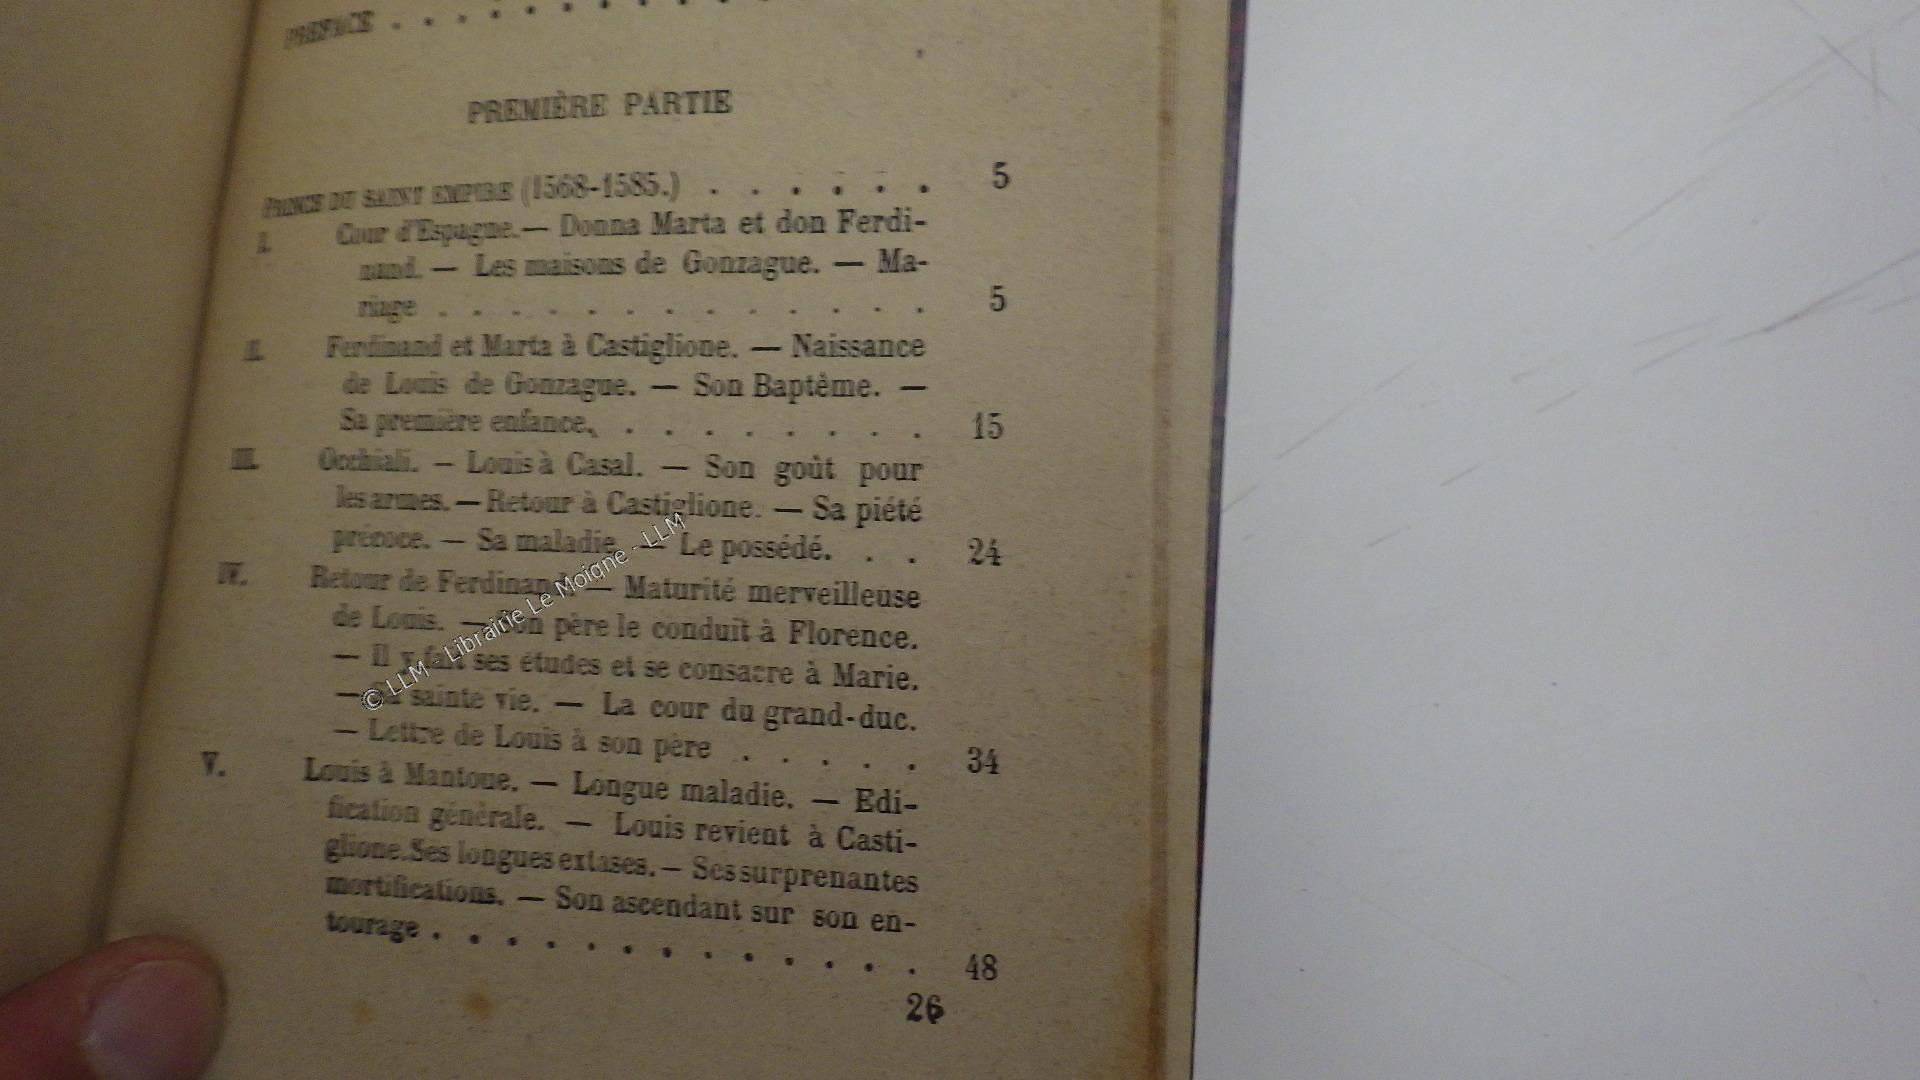 PRÉFACE . . . . . . . . . .
PREMIÈRE PARTIE
PRINCE DU SAINT EMPIRE (1568-1585.) . . . . . . 5
I. Cour d'Espagne.— Donna Marta et don Ferdi-
nand. — Les maisons de Gonzague. — Ma-
riage . . . . . . . . . . . . . 5
II. Ferdinand et Marta à Castiglione. — Naissance
de Louis de Gonzague. — Son Baptême. —
Sa première enfance. . . . . . . . . 15
III. Occhiali. — Louis à Casal. — Son goût pour
les armes. — Retour à Castiglione. — Sa piété
précoce. — Sa maladie. — Le possédé. . . 24
IV. Retour de Ferdinand. — Maturité merveilleuse
de Louis. — Son père le conduit à Florence.
— Il y fait ses études et se consacre à Marie.
— Sa sainte vie. — La cour du grand-duc.
— Lettre de Louis à son père . . . . . 34
V. Louis à Mantoue. — Longue maladie. — Edi-
fication générale. — Louis revient à Casti-
glione. Ses longues extases. — Ses surprenantes
mortifications. — Son ascendant sur son en-
tourage . . . . . . . . . . . . . 48
26
© LLM - Librairie Le Moigne - LLM